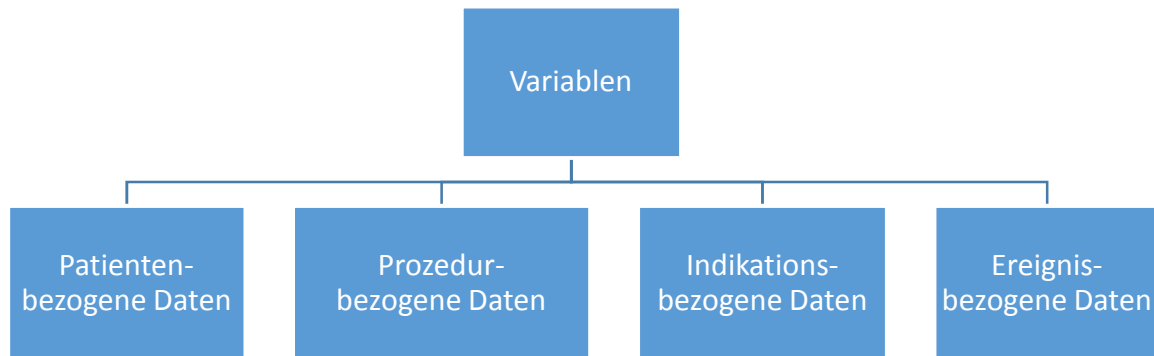 Variablen
Patienten-
bezogene Daten
Prozedur-
bezogene Daten
Indikations-
bezogene Daten
Ereignis-
bezogene Daten